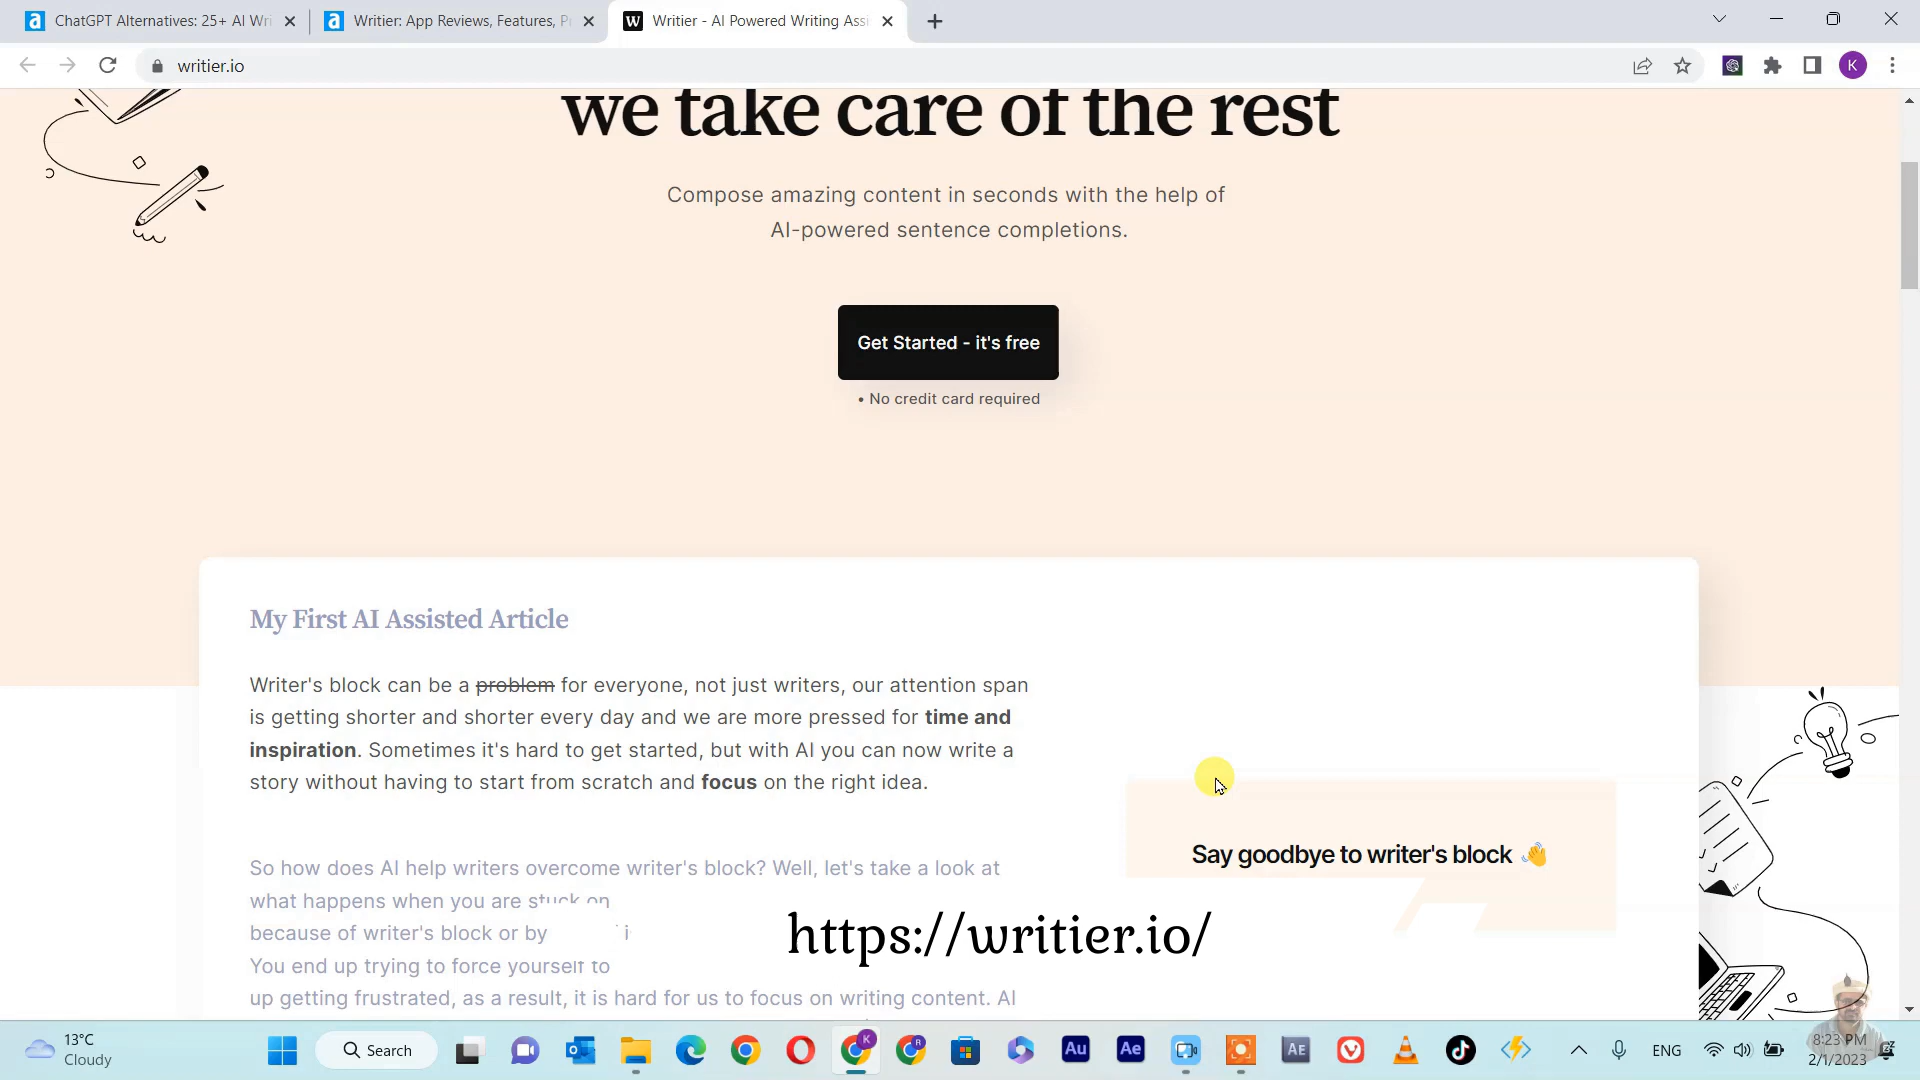 ChatGPT Alternatives: 25+ AI Wri
Writier: App Reviews, Features, P
Writier - AI Powered Writing Assi
writier.io
K
we take care of the rest
Compose amazing content in seconds with the help of
AI-powered sentence completions.
Get Started - it's free
• No credit card required
My First AI Assisted Article
Writer's block can be a problem for everyone, not just writers, our attention span
is getting shorter and shorter every day and we are more pressed for time and
inspiration. Sometimes it's hard to get started, but with AI you can now write a
story without having to start from scratch and focus on the right idea.
Say goodbye to writer's block 👋
So how does AI help writers overcome writer's block? Well, let's take a look at
what happens when you are stuck on
because of writer's block or by
You end up trying to force yourself to
up getting frustrated, as a result, it is hard for us to focus on writing content. AI
https://writier.io/
13°C
Cloudy
Search
K
R
Au
Ae
AE
ENG
8:23 PM
2/1/2023